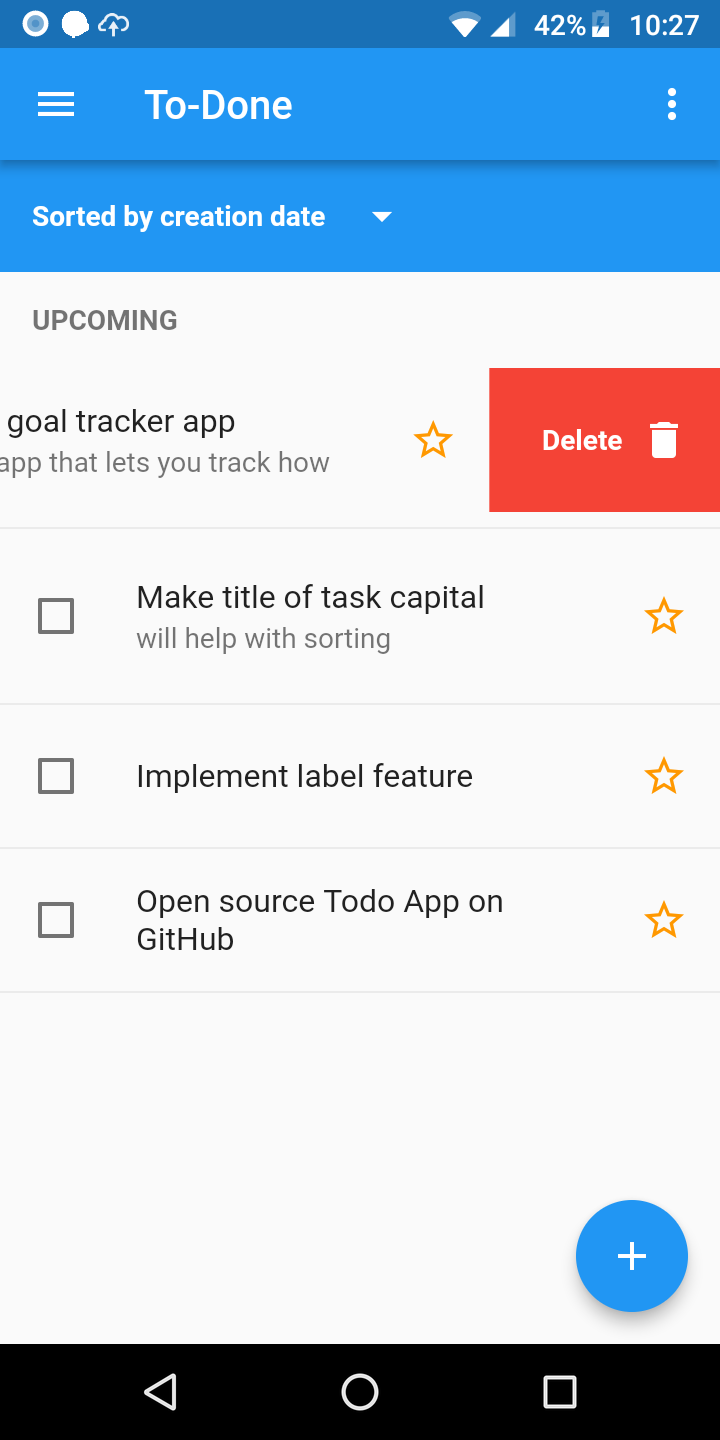 42% 10:27
To-Done
Sorted by creation date
UPCOMING
goal tracker app
app that lets you track how
Delete
Make title of task capital
will help with sorting
Implement label feature
Open source Todo App on
GitHub